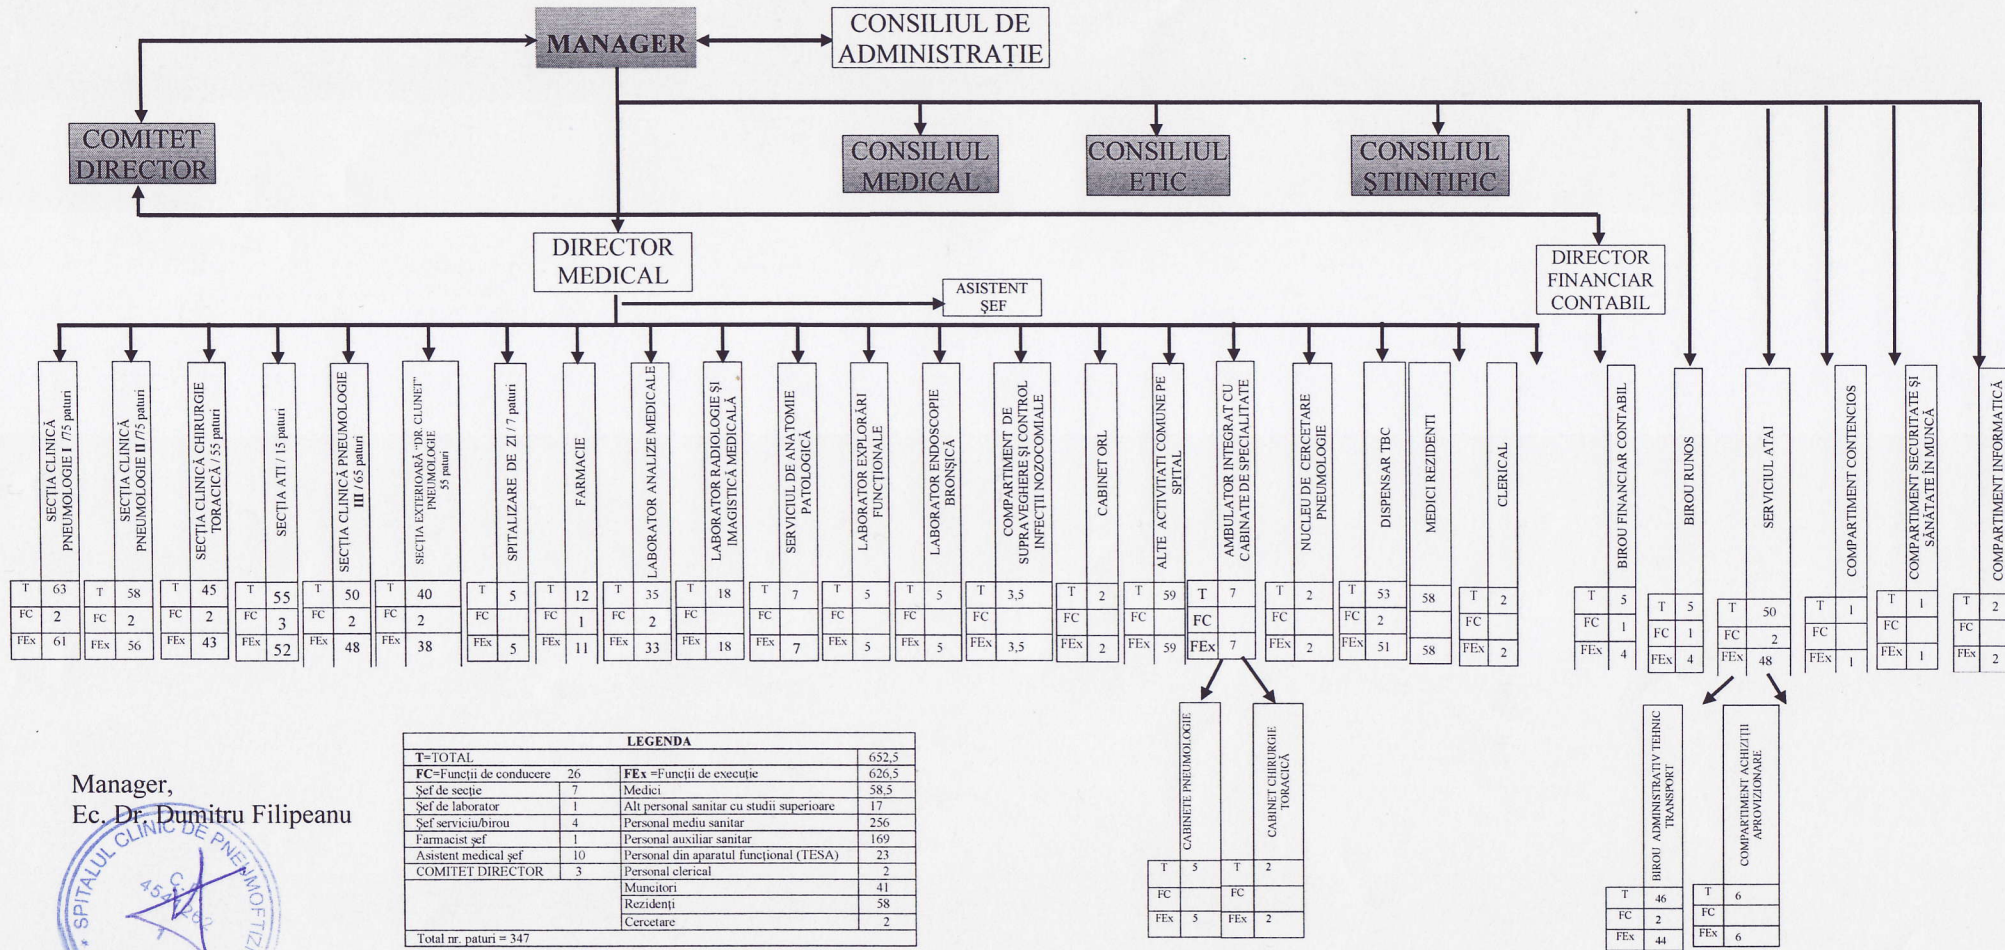 MANAGER
CONSILIUL DE
ADMINISTRAȚIE
COMITET
DIRECTOR
CONSILIUL
MEDICAL
CONSILIUL
ETIC
CONSILIUL
ȘTIINȚIFIC
DIRECTOR
MEDICAL
ASISTENT
ȘEF
DIRECTOR
FINANCIAR
CONTABIL
SECȚIA CLINICĂ
PNEUMOLOGIE I /75 paturi
T 63
FC 2
FEx 61
SECȚIA CLINICĂ
PNEUMOLOGIE II /75 paturi
T 58
FC 2
FEx 56
SECȚIA CLINICĂ CHIRURGIE
TORACICĂ / 55 paturi
T 45
FC 2
FEx 43
SECȚIA ATI / 15 paturi
T 55
FC 3
FEx 52
SECȚIA CLINICĂ PNEUMOLOGIE
III / 65 paturi
T 50
FC 2
FEx 48
SECȚIA EXTERIOARĂ "DR. CLUNET"
PNEUMOLOGIE
55 paturi
T 40
FC 2
FEx 38
SPITALIZARE DE ZI / 7 paturi
T 5
FC
FEx 5
FARMACIE
T 12
FC 1
FEx 11
LABORATOR ANALIZE MEDICALE
T 35
FC 2
FEx 33
LABORATOR RADIOLOGIE ȘI
IMAGISTICĂ MEDICALĂ
T 18
FC
FEx 18
SERVICIUL DE ANATOMIE
PATOLOGICĂ
T 7
FC
FEx 7
LABORATOR EXPLORĂRI
FUNCȚIONALE
T 5
FC
FEx 5
LABORATOR ENDOSCOPIE
BRONȘICĂ
T 5
FC
FEx 5
COMPARTIMENT DE
SUPRAVEGHERE ȘI CONTROL
INFECȚII NOZOCOMIALE
T 3,5
FC
FEx 3,5
CABINET ORL
T 2
FC
FEx 2
ALTE ACTIVITATI COMUNE PE
SPITAL
T 59
FC
FEx 59
AMBULATOR INTEGRAT CU
CABINATE DE SPECIALITATE
T 7
FC
FEx 7
NUCLEU DE CERCETARE
PNEUMOLOGIE
T 2
FC
FEx 2
DISPENSAR TBC
T 53
FC 2
FEx 51
MEDICI REZIDENTI
58
58
CLERICAL
T 2
FC
FEx 2
BIROU FINANCIAR CONTABIL
T 5
FC 1
FEx 4
BIROU RUNOS
T 5
FC 1
FEx 4
SERVICIUL ATAI
T 50
FC 2
FEx 48
COMPARTIMENT CONTENCIOS
T 1
FC
FEx 1
COMPARTIMENT SECURITATE ȘI
SĂNĂTATE ÎN MUNCĂ
T 1
FC
FEx 1
COMPARTIMENT INFORMATICĂ
T 2
FC
FEx 2
CABINETE PNEUMOLOGIE
T 5
FC
FEx 5
CABINET CHIRURGIE
TORACICĂ
T 2
FC
FEx 2
BIROU ADMINISTRATIV TEHNIC
TRANSPORT
T 46
FC 2
FEx 44
COMPARTIMENT ACHIZIȚII
APROVIZIONARE
T 6
FC
FEx 6
Manager,
Ec. Dr. Dumitru Filipeanu
SPITALUL CLINIC DE PNEUMOFTIZI
LEGENDA
T=TOTAL 652,5
FC=Funcții de conducere 26 FEx =Funcții de execuție 626,5
Șef de secție 7 Medici 58,5
Șef de laborator 1 Alt personal sanitar cu studii superioare 17
Șef serviciu/birou 4 Personal mediu sanitar 256
Farmacist șef 1 Personal auxiliar sanitar 169
Asistent medical șef 10 Personal din aparatul funcțional (TESA) 23
COMITET DIRECTOR 3 Personal clerical 2
Muncitori 41
Rezidenți 58
Cercetare 2
Total nr. paturi = 347